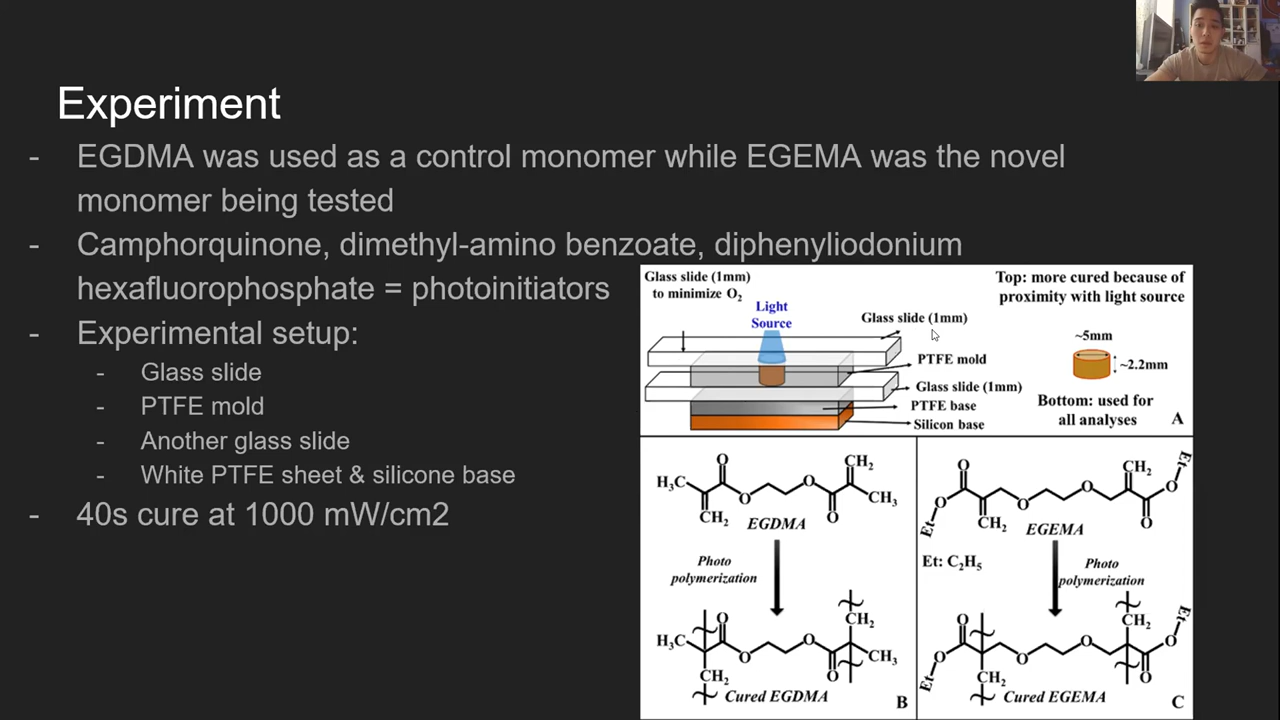 Experiment
- EGDMA was used as a control monomer while EGEMA was the novel
monomer being tested
- Camphorquinone, dimethyl-amino benzoate, diphenyliodonium
hexafluorophosphate = photoinitiators
- Experimental setup:
- Glass slide
- PTFE mold
- Another glass slide
- White PTFE sheet & silicone base
- 40s cure at 1000 mW/cm2
Glass slide (1mm)
to minimize O₂
Light
Source
Glass slide (1mm)
PTFE mold
Glass slide (1mm)
PTFE base
Silicon base
Top: more cured because of
proximity with light source
~5mm
~2.2mm
Bottom: used for
all analyses
A
H₃C
O
O
O
CH₂
CH₂
O
CH₃
EGDMA
Photo
polymerization
H₃C
O
O
O
CH₂
CH₂
O
CH₃
Cured EGDMA
B
O
O
Et
CH₂
O
O
CH₂
O
O
Et
EGEMA
Et: C₂H₅
Photo
polymerization
O
O
Et
CH₂
O
O
CH₂
O
O
Et
Cured EGEMA
C